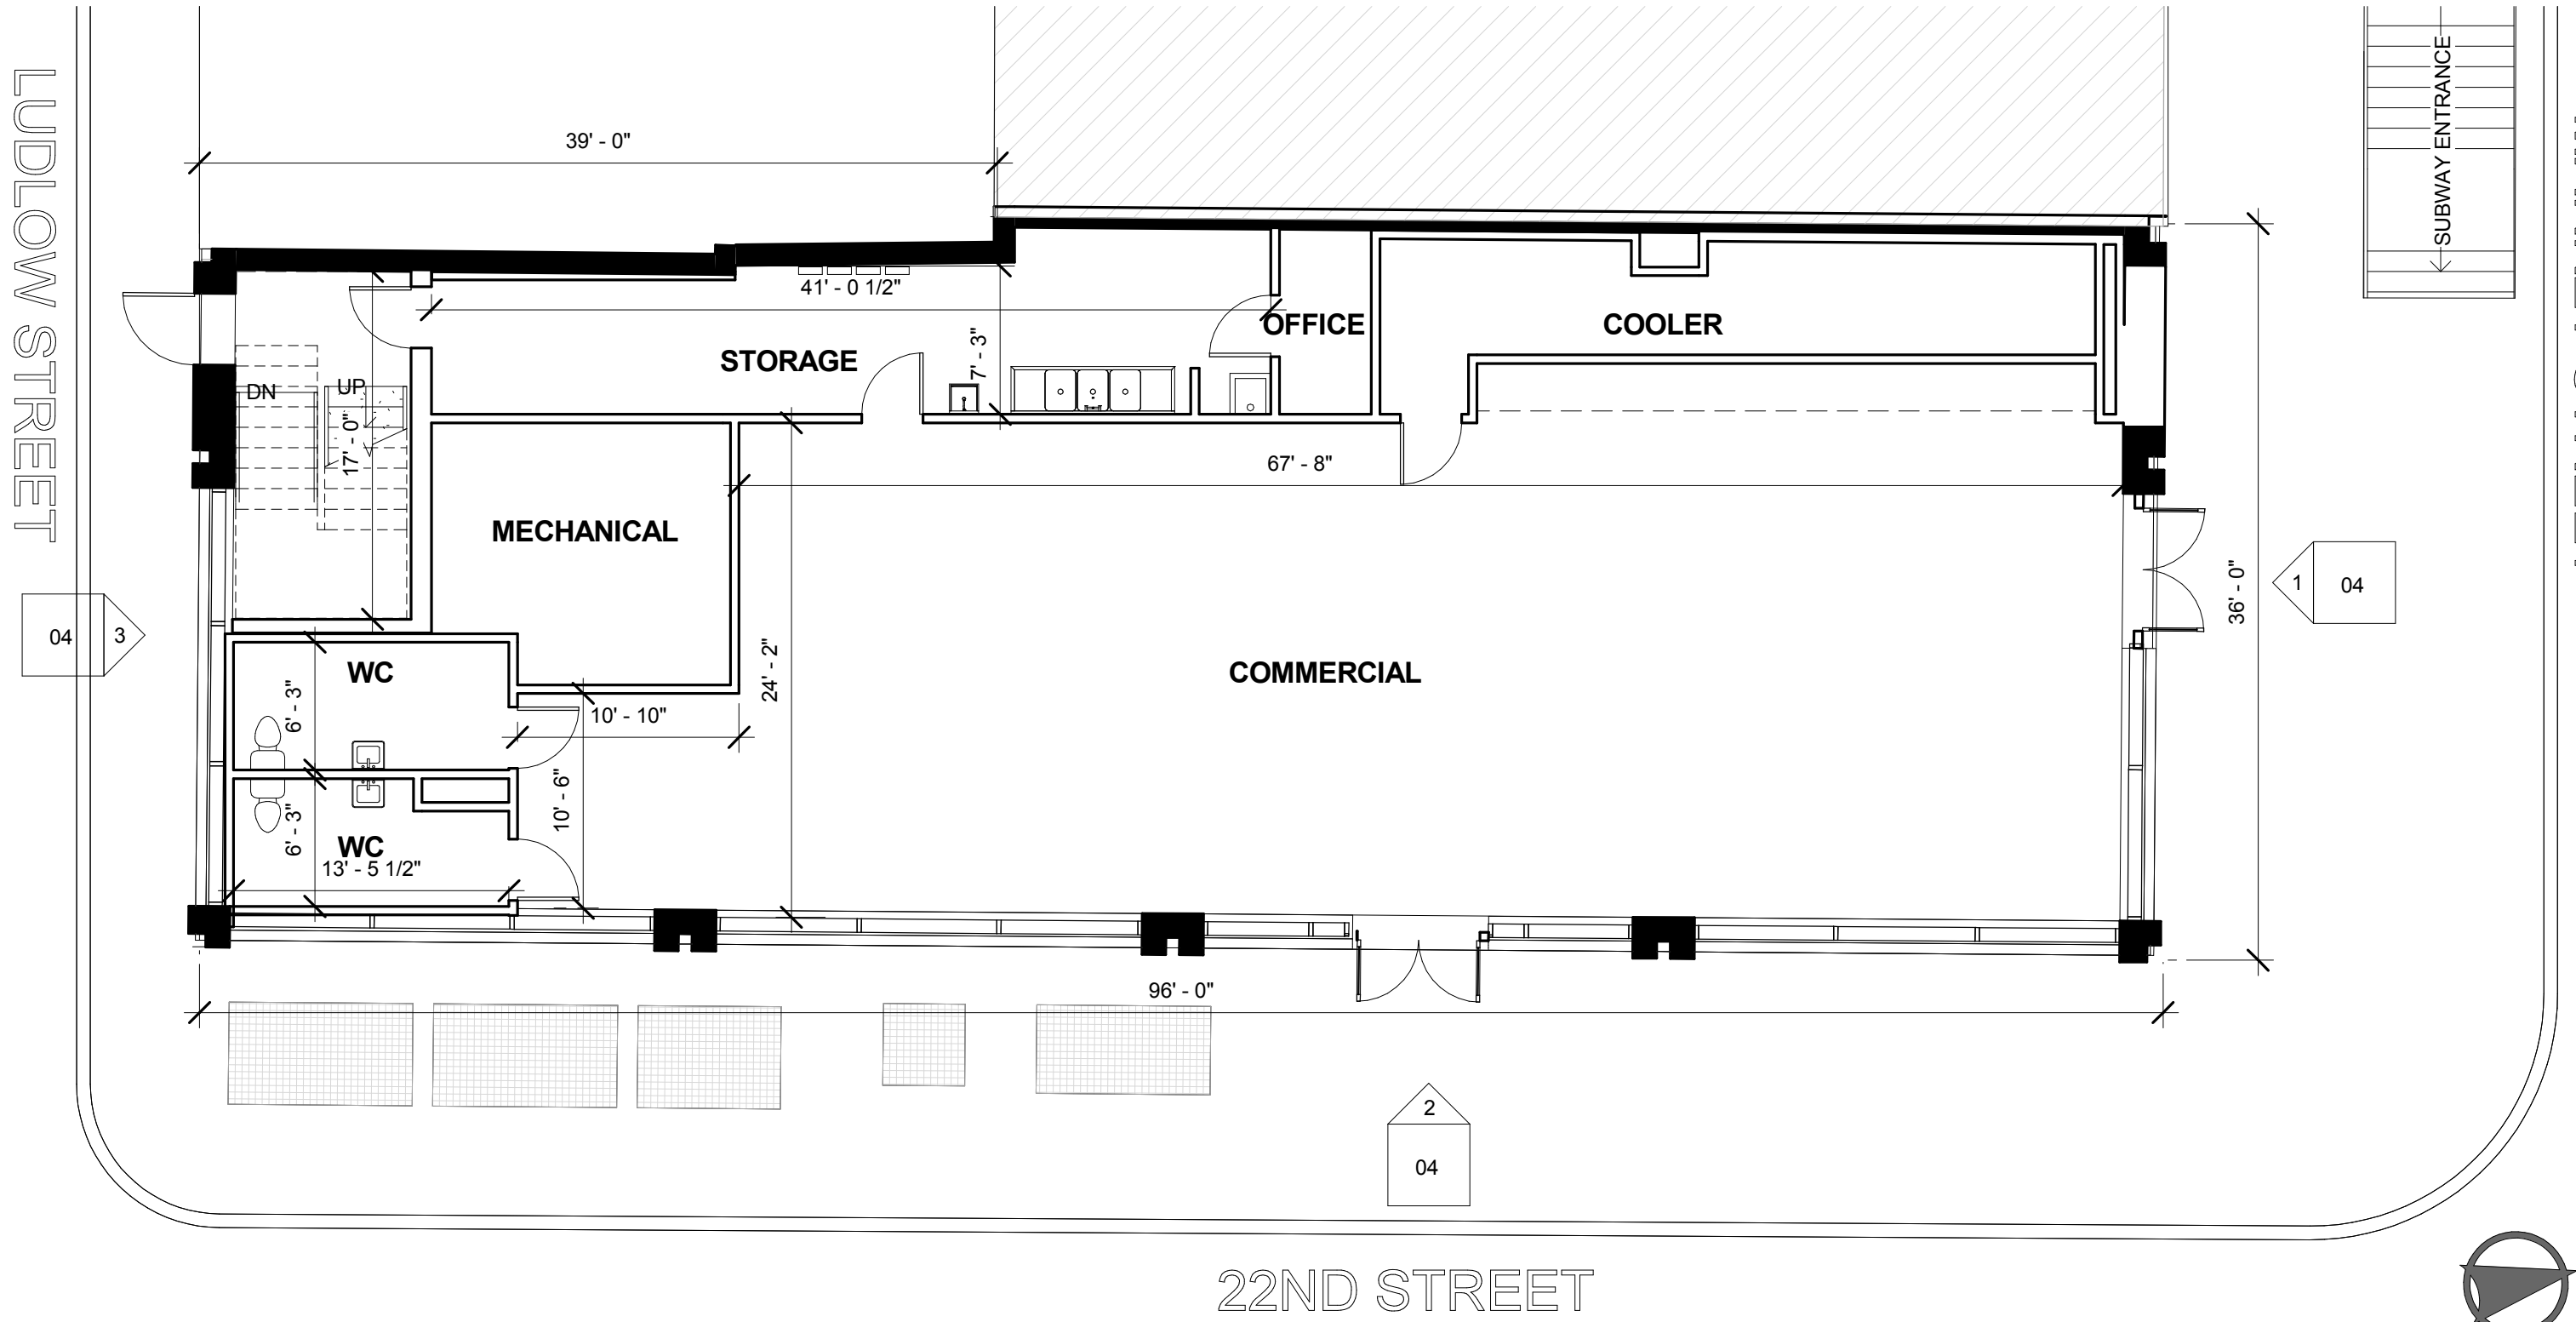 LUDLOW STREET
SUBWAY ENTRANCE
39' - 0"
41' - 0 1/2"
OFFICE
COOLER
STORAGE
7' - 3"
DN
UP
17' - 0"
67' - 8"
MECHANICAL
36' - 0"
1
04
04
3
WC
COMMERCIAL
24' - 2"
6' - 3"
10' - 10"
10' - 6"
6' - 3"
WC
13' - 5 1/2"
96' - 0"
2
04
22ND STREET